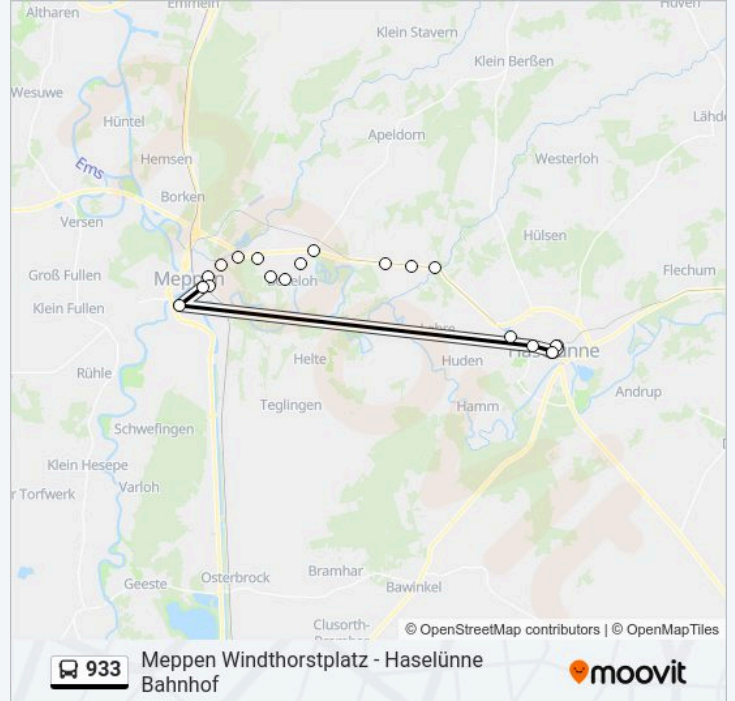 Altharen
Emmeln
Klein Stavern
Klein Berßen
Wesuwe
Hüntel
Apeldorn
Lähd
Ems
Hemsen
Westerloh
Borken
Versen
Hülsen
Groß Fullen
Meppen
Flechum
Klein Fullen
Helte
Huden
Haselünne
Rühle
Teglingen
Hamm
Andrup
Schwefingen
Klein Hesepe
r Torfwerk
Varloh
Geeste
Osterbrock
Bramhar
Bawinkel
Clusorth-
© OpenStreetMap contributors | © OpenMapTiles
933
Meppen Windthorstplatz - Haselünne
Bahnhof
moovit